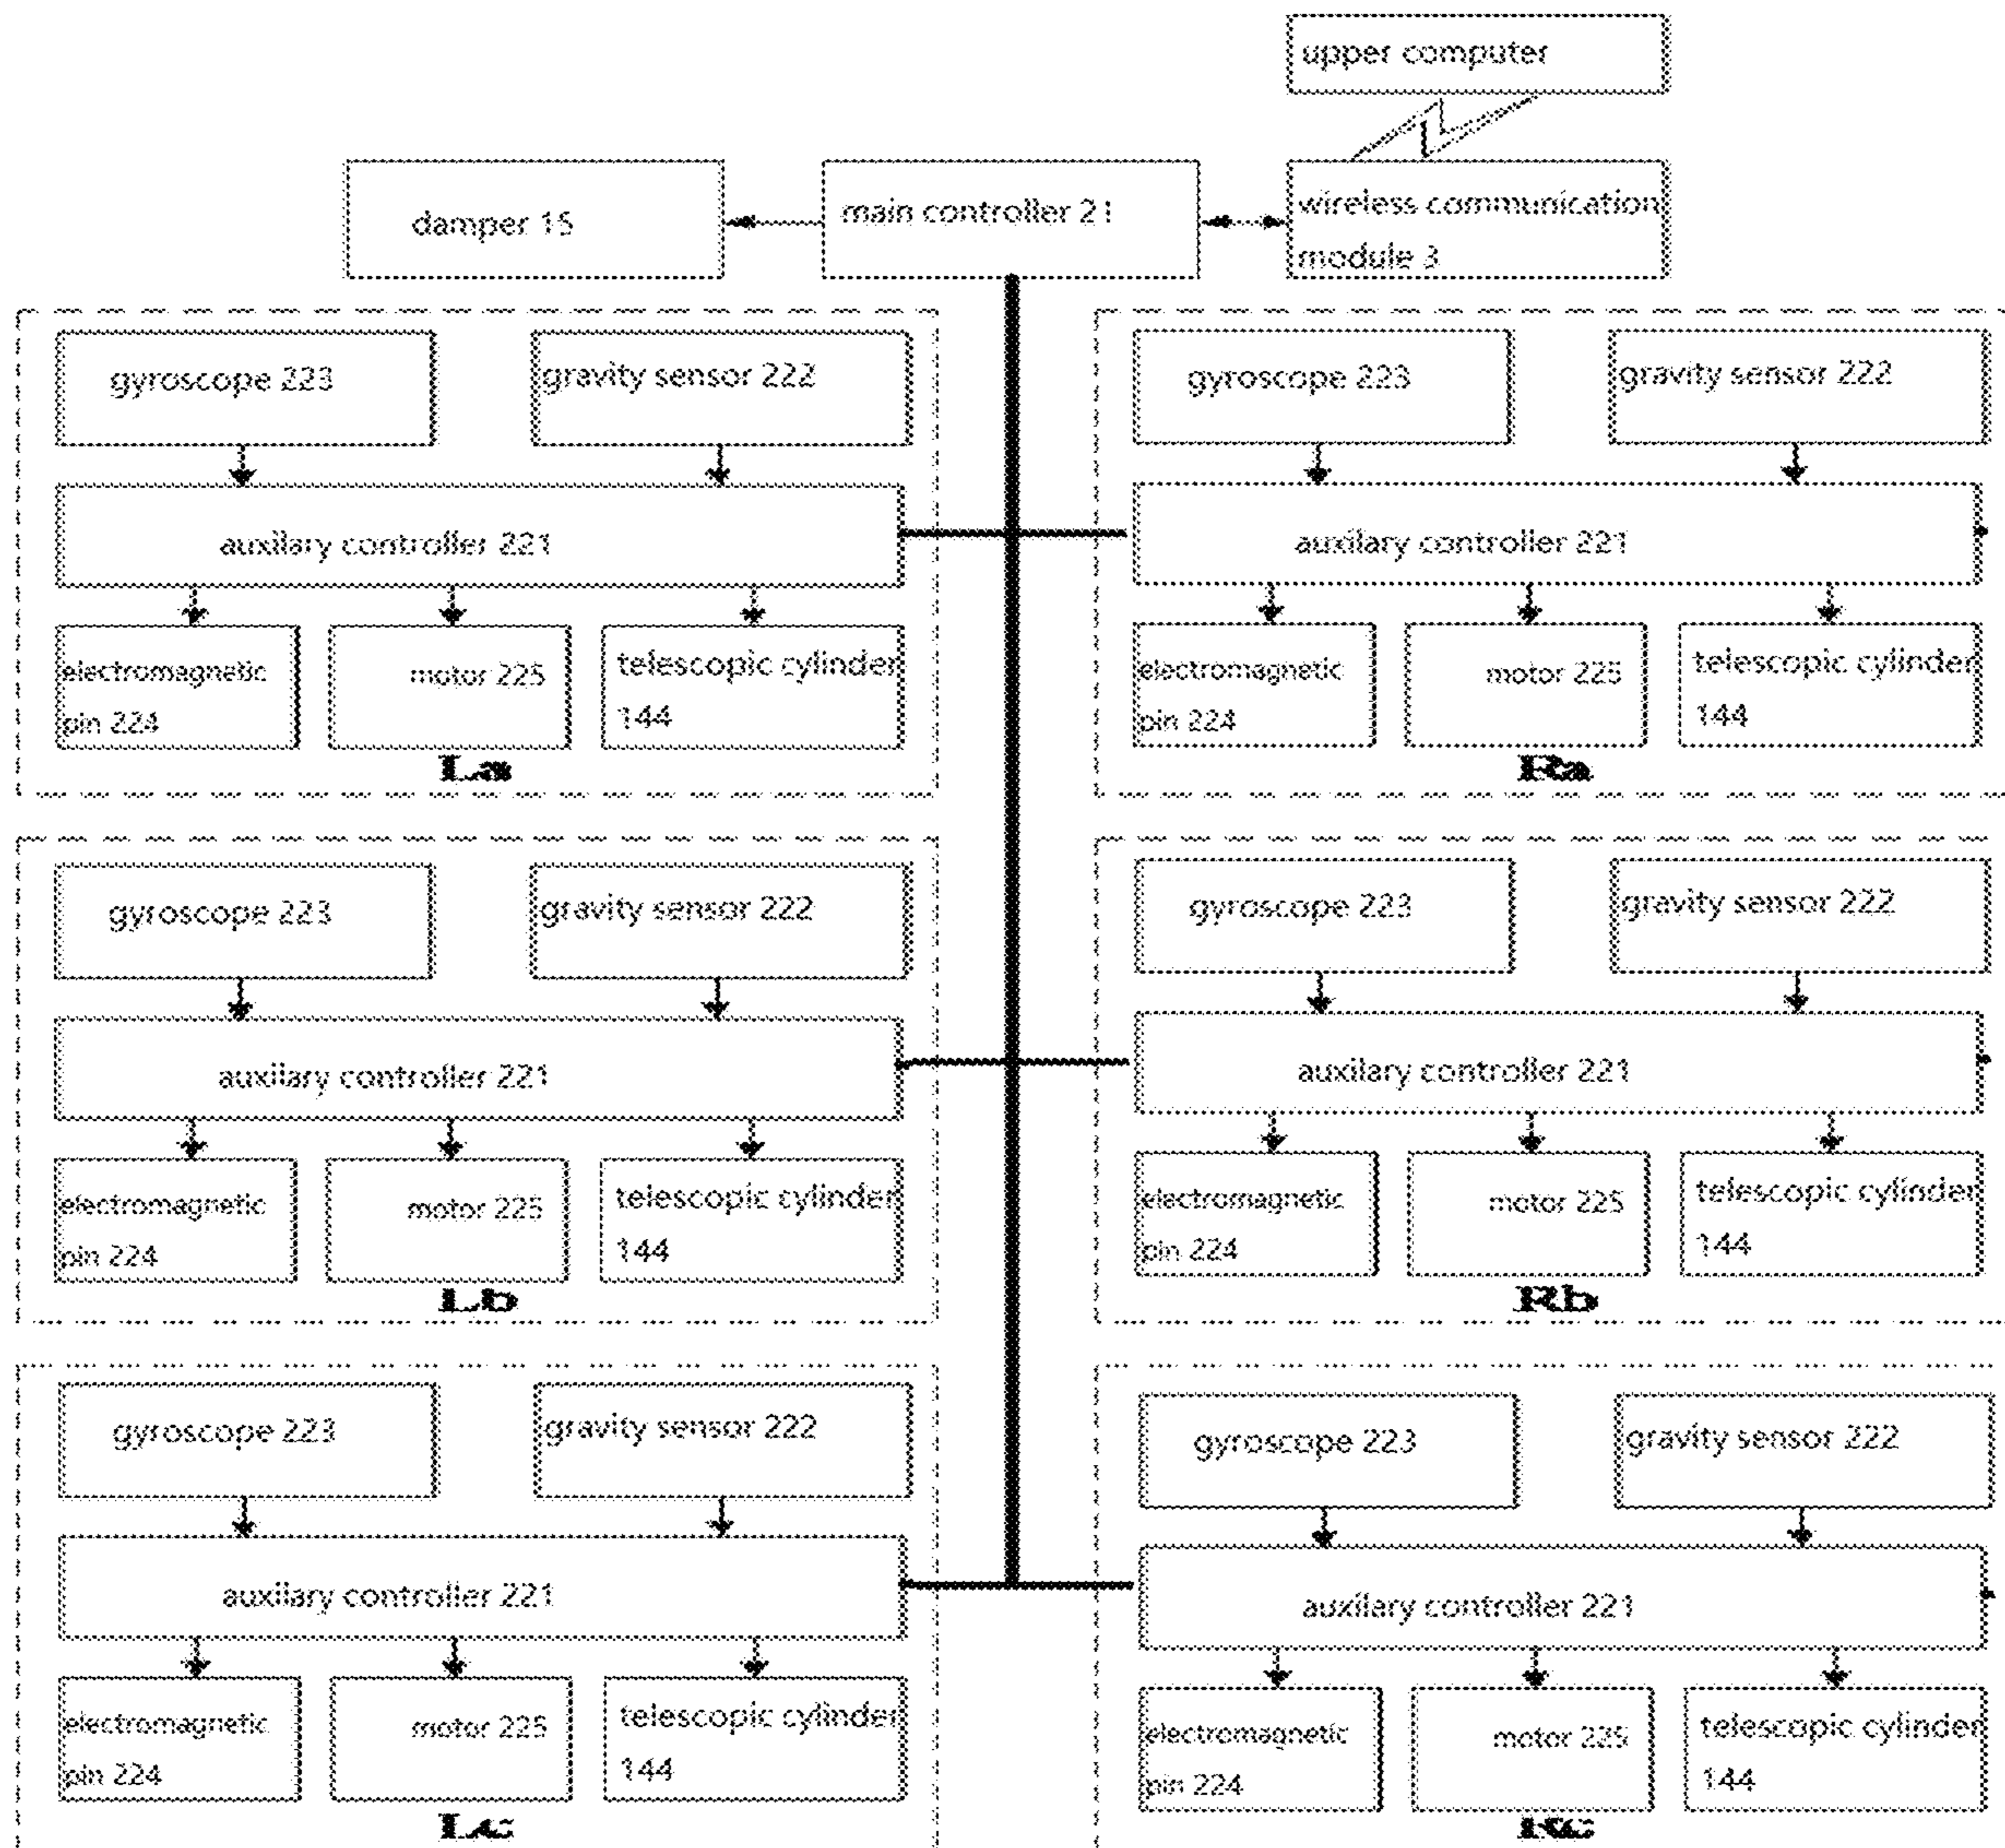 upper computer
damper 15
main controller 21
wireless communication
module 3
gyroscope 223
gravity sensor 222
auxilary controller 221
electromagnetic
pin 224
motor 225
telescopic cylinder
144
La
gyroscope 223
gravity sensor 222
auxilary controller 221
electromagnetic
pin 224
motor 225
telescopic cylinder
144
Ra
gyroscope 223
gravity sensor 222
auxilary controller 221
electromagnetic
pin 224
motor 225
telescopic cylinder
144
Lb
gyroscope 223
gravity sensor 222
auxilary controller 221
electromagnetic
pin 224
motor 225
telescopic cylinder
144
Rb
gyroscope 223
gravity sensor 222
auxilary controller 221
electromagnetic
pin 224
motor 225
telescopic cylinder
144
Lc
gyroscope 223
gravity sensor 222
auxilary controller 221
electromagnetic
pin 224
motor 225
telescopic cylinder
144
Rc